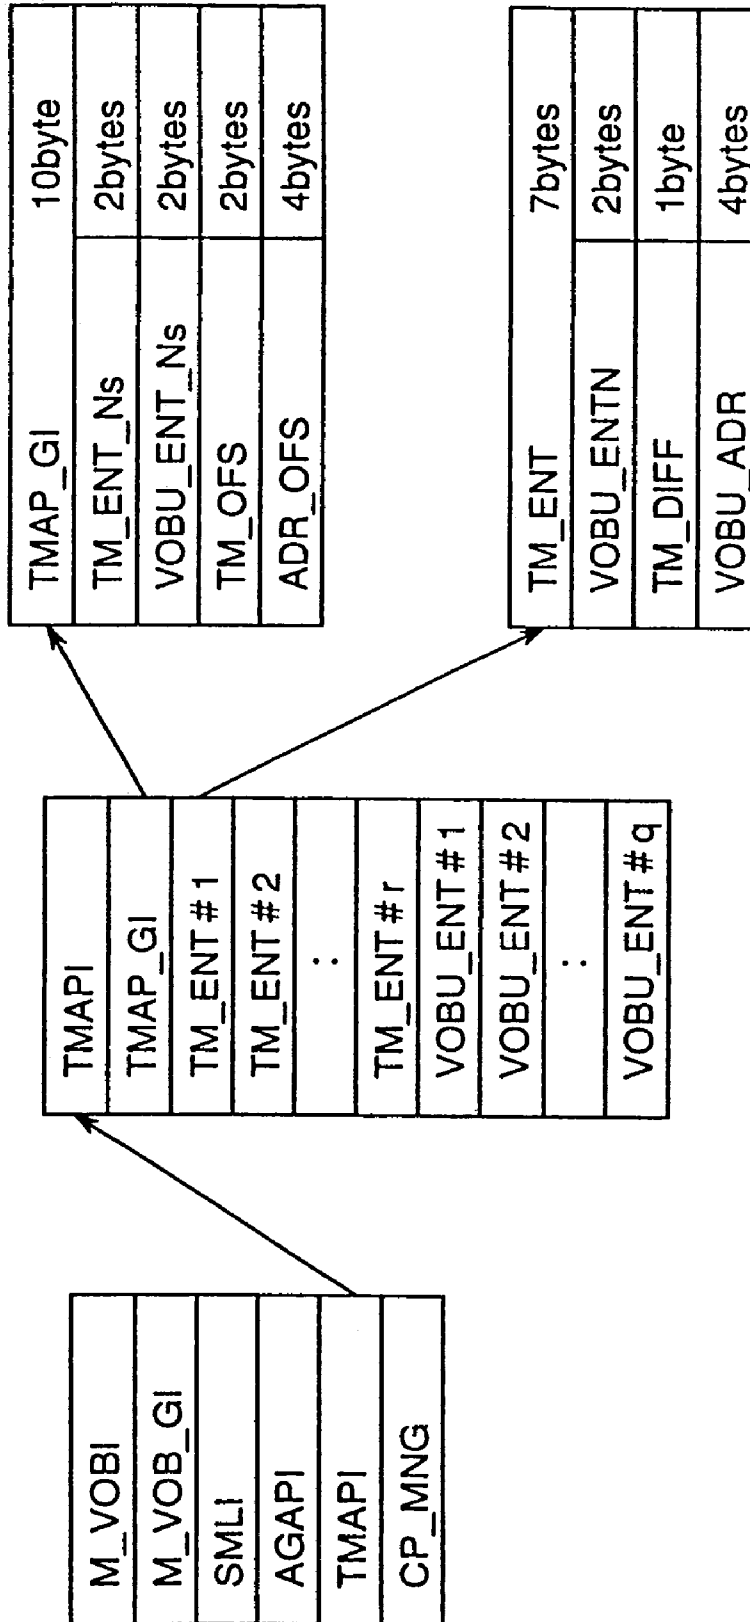 M_VOBI
M_VOB_GI
SMLI
AGAPI
TMAPI
CP_MNG
TMAPI
TMAP_GI
TM_ENT#1
TM_ENT#2
:
TM_ENT#r
VOBU_ENT#1
VOBU_ENT#2
:
VOBU_ENT#q
TMAP_GI 10byte
TM_ENT_Ns 2bytes
VOBU_ENT_Ns 2bytes
TM_OFS 2bytes
ADR_OFS 4bytes
TM_ENT 7bytes
VOBU_ENTN 2bytes
TM_DIFF 1byte
VOBU_ADR 4bytes